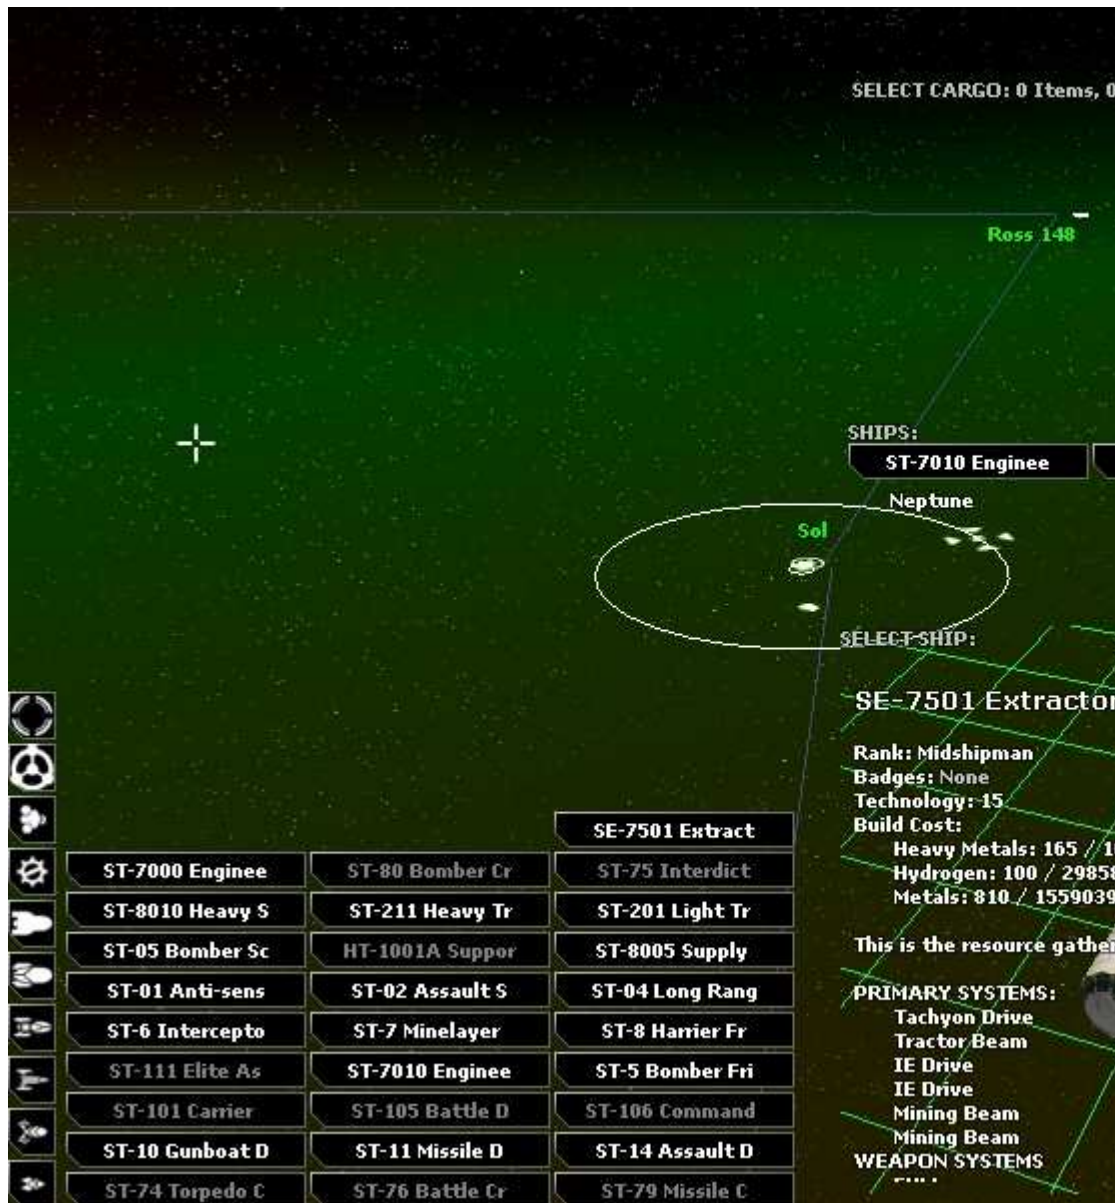 SELECT CARGO: 0 Items, 0
Ross 148
SHIPS:
ST-7010 Enginee
Neptune
Sol
SELECT SHIP:
SE-7501 Extractor
Rank: Midshipman
Badges: None
Technology: 15
Build Cost:
Heavy Metals: 165 / 1
Hydrogen: 100 / 29858
Metals: 810 / 1559039
This is the resource gather
PRIMARY SYSTEMS:
Tachyon Drive
Tractor Beam
IE Drive
IE Drive
Mining Beam
Mining Beam
WEAPON SYSTEMS
SE-7501 Extract
ST-7000 Enginee ST-80 Bomber Cr ST-75 Interdict
ST-8010 Heavy S ST-211 Heavy Tr ST-201 Light Tr
ST-05 Bomber Sc HT-1001A Suppor ST-8005 Supply
ST-01 Anti-sens ST-02 Assault S ST-04 Long Rang
ST-6 Intercepto ST-7 Minelayer ST-8 Harrier Fr
ST-111 Elite As ST-7010 Enginee ST-5 Bomber Fri
ST-101 Carrier ST-105 Battle D ST-106 Command
ST-10 Gunboat D ST-11 Missile D ST-14 Assault D
ST-74 Torpedo C ST-76 Battle Cr ST-79 Missile C